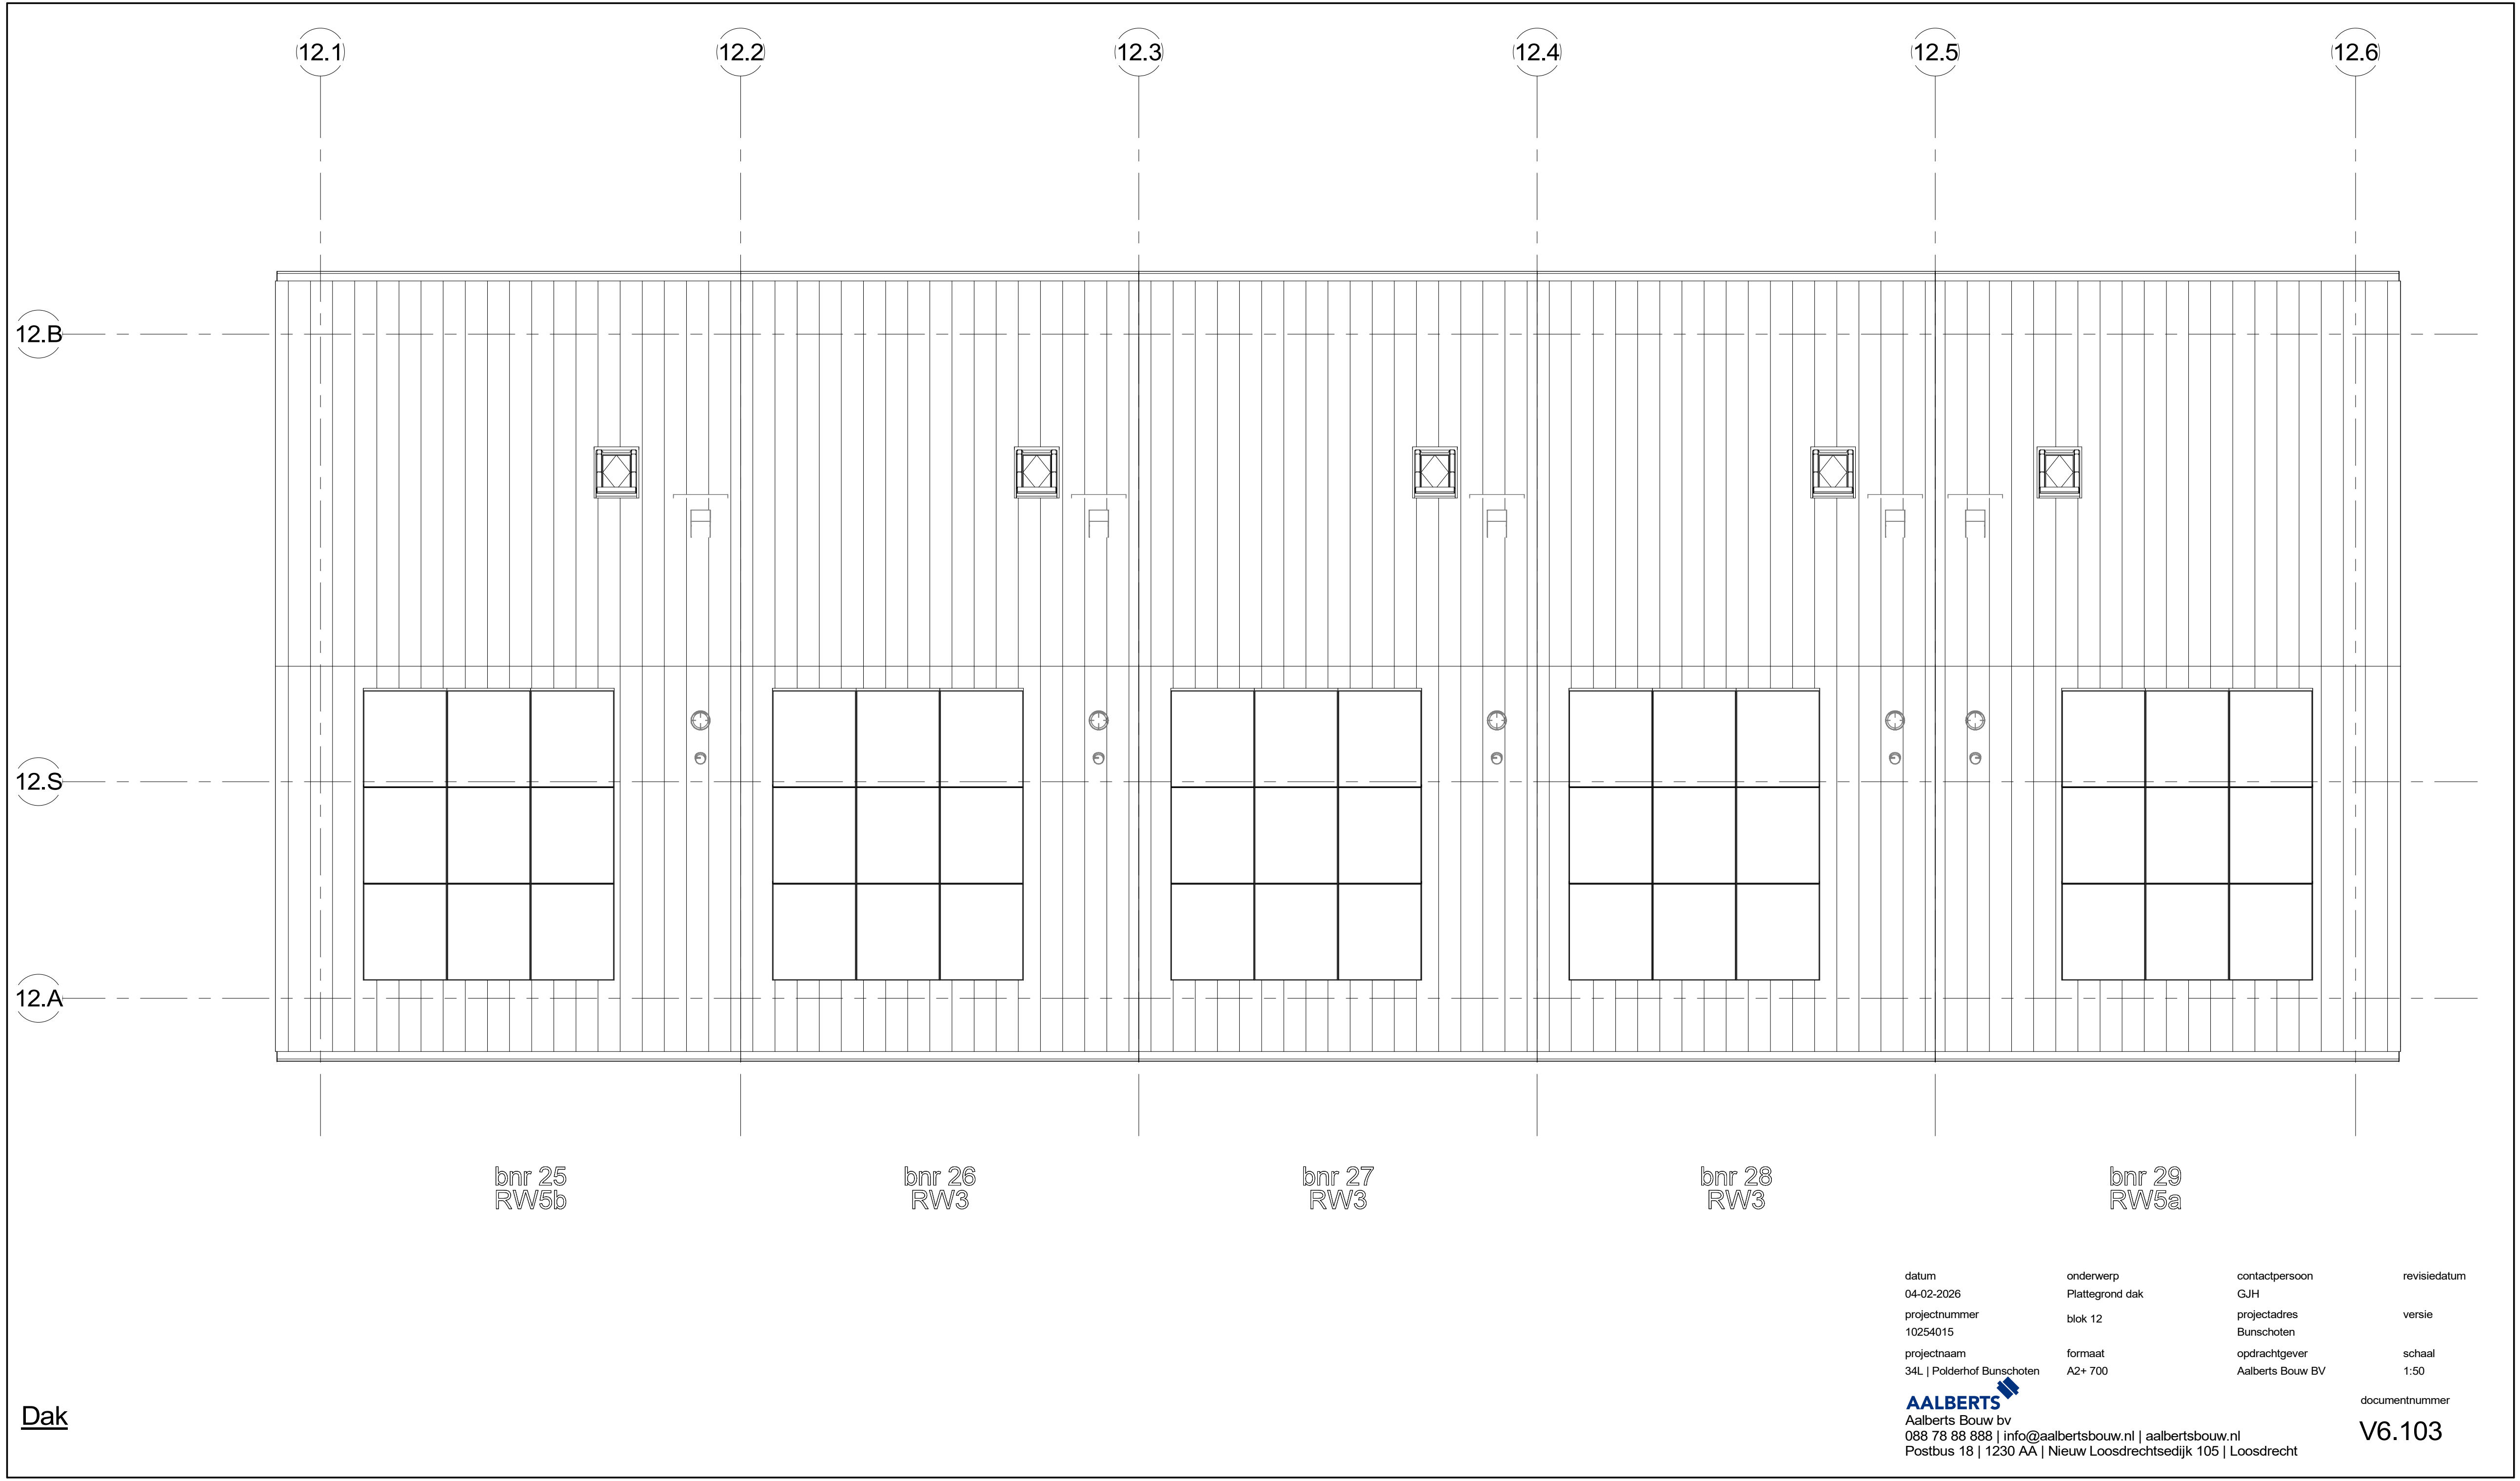 12.1 12.2 12.3 12.4 12.5 12.6
12.B
12.S
12.A
bnr 25 bnr 26 bnr 27 bnr 28 bnr 29
RW5b RW3 RW3 RW3 RW5a
datum onderwerp contactpersoon revisiedatum
04-02-2026 Plattegrond dak GJH
projectnummer blok 12 projectadres versie
10254015 Bunschoten
projectnaam formaat opdrachtgever schaal
34L | Polderhof Bunschoten A2+ 700 Aalberts Bouw BV 1:50
AALBERTS
documentnummer
Aalberts Bouw bv
088 78 88 888 | info@aalbertsbouw.nl | aalbertsbouw.nl
Postbus 18 | 1230 AA | Nieuw Loosdrechtsedijk 105 | Loosdrecht
V6.103
Dak